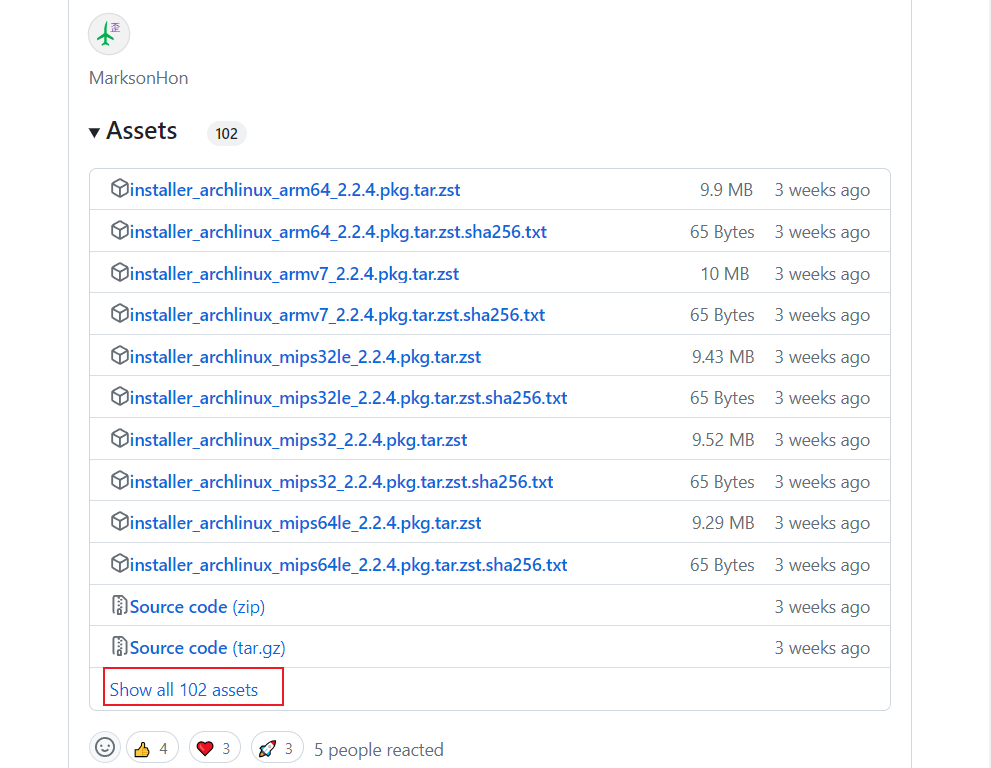 歪
MarksonHon
Assets 102
installer_archlinux_arm64_2.2.4.pkg.tar.zst 9.9 MB 3 weeks ago
installer_archlinux_arm64_2.2.4.pkg.tar.zst.sha256.txt 65 Bytes 3 weeks ago
installer_archlinux_armv7_2.2.4.pkg.tar.zst 10 MB 3 weeks ago
installer_archlinux_armv7_2.2.4.pkg.tar.zst.sha256.txt 65 Bytes 3 weeks ago
installer_archlinux_mips32le_2.2.4.pkg.tar.zst 9.43 MB 3 weeks ago
installer_archlinux_mips32le_2.2.4.pkg.tar.zst.sha256.txt 65 Bytes 3 weeks ago
installer_archlinux_mips32_2.2.4.pkg.tar.zst 9.52 MB 3 weeks ago
installer_archlinux_mips32_2.2.4.pkg.tar.zst.sha256.txt 65 Bytes 3 weeks ago
installer_archlinux_mips64le_2.2.4.pkg.tar.zst 9.29 MB 3 weeks ago
installer_archlinux_mips64le_2.2.4.pkg.tar.zst.sha256.txt 65 Bytes 3 weeks ago
Source code (zip) 3 weeks ago
Source code (tar.gz) 3 weeks ago
Show all 102 assets
4 3 3 5 people reacted